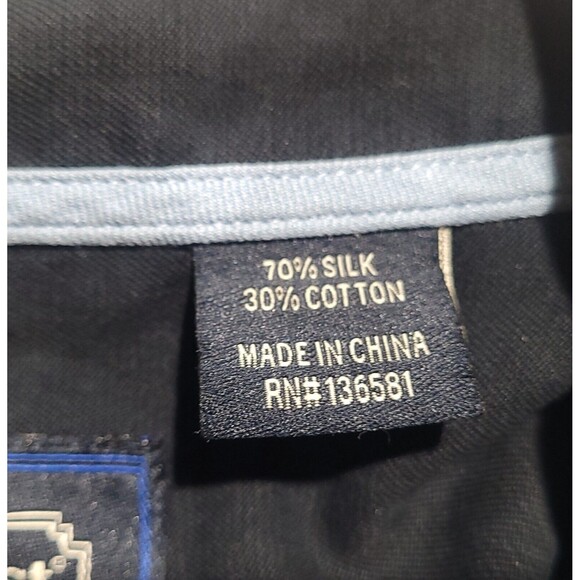 70% SILK
30% COTTON
MADE IN CHINA
RN# 136581